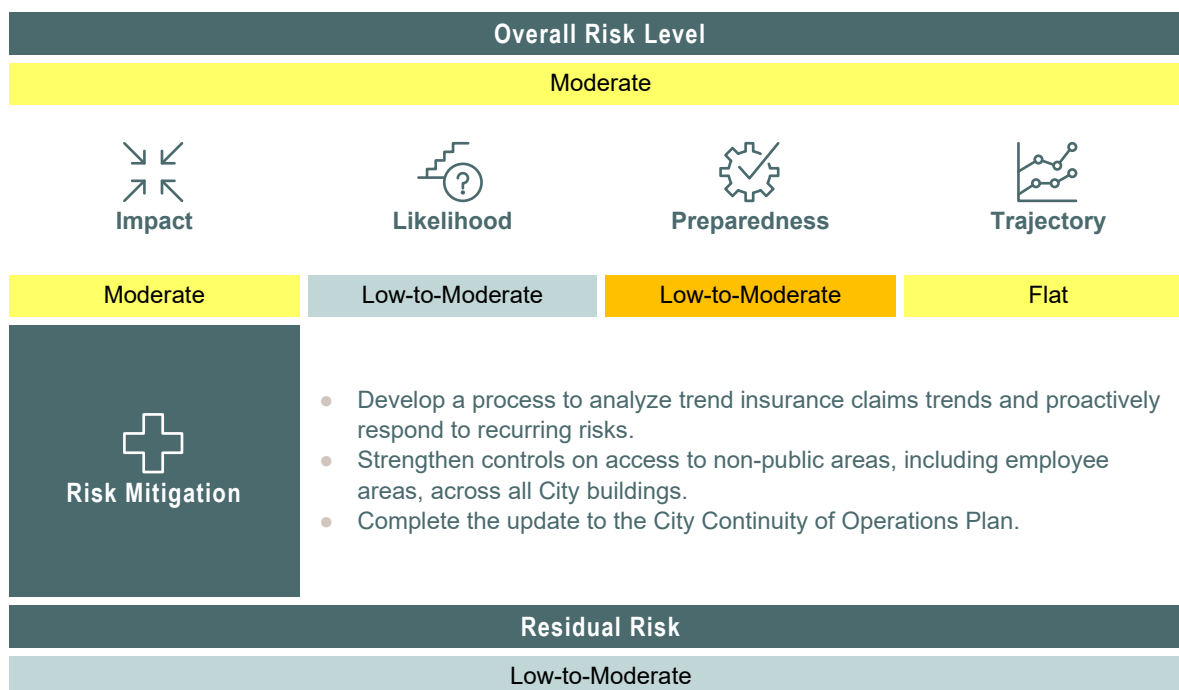 Overall Risk Level
Moderate
Impact
Likelihood
?
Preparedness
Trajectory
Moderate
Low-to-Moderate
Low-to-Moderate
Flat
Risk Mitigation
● Develop a process to analyze trend insurance claims trends and proactively
respond to recurring risks.
● Strengthen controls on access to non-public areas, including employee
areas, across all City buildings.
● Complete the update to the City Continuity of Operations Plan.
Residual Risk
Low-to-Moderate